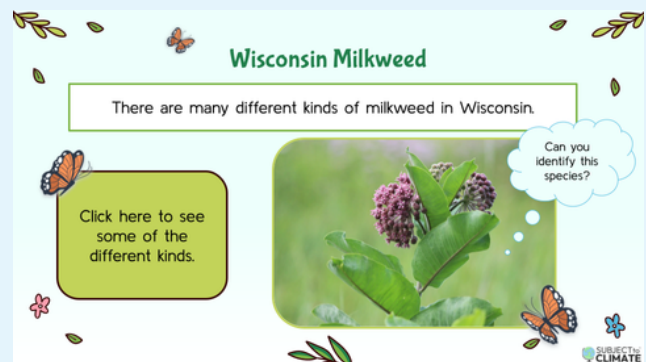 Wisconsin Milkweed
There are many different kinds of milkweed in Wisconsin.
Can you
identify this
species?
Click here to see
some of the
different kinds.
SUBJECT to
CLIMATE